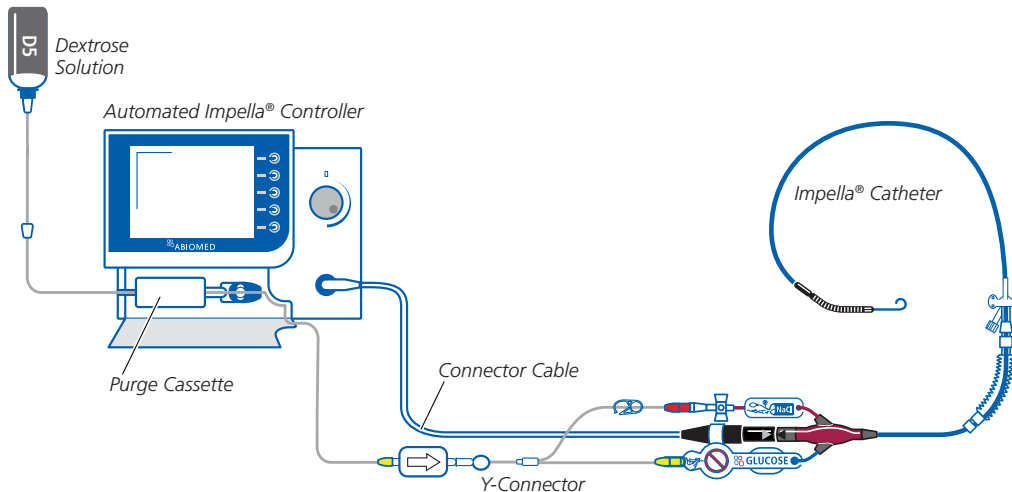 D5
Dextrose
Solution
Automated Impella® Controller
ABIOMED
Impella® Catheter
Purge Cassette
Connector Cable
NaCl
GLUCOSE
Y-Connector